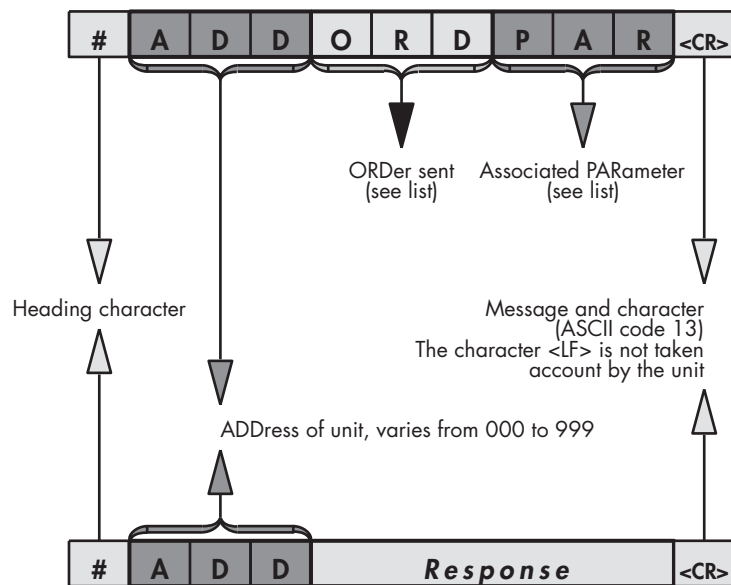 # A D D O R D P A R <CR>
ORDer sent
(see list)
Associated PARameter
(see list)
Heading character
Message and character
(ASCII code 13)
The character <LF> is not taken
account by the unit
ADDress of unit, varies from 000 to 999
# A D D Response <CR>